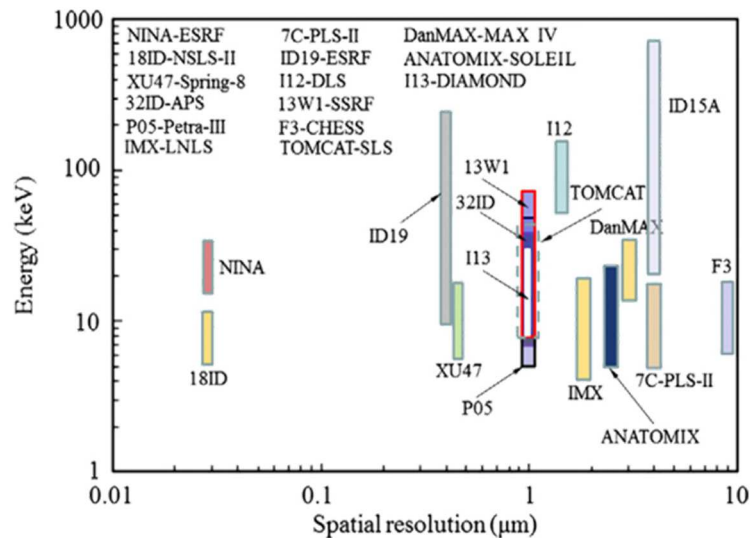 NINA-ESRF 7C-PLS-II DanMAX-MAX IV
18ID-NSLS-II ID19-ESRF ANATOMIX-SOLEIL
XU47-Spring-8 I12-DLS I13-DIAMOND
32ID-APS 13W1-SSRF
P05-Petra-III F3-CHESS
IMX-LNLS TOMCAT-SLS
1000
100
10
1
Energy (keV)
ID15A
I12
13W1
32ID
TOMCAT
ID19
DanMAX
I13
NINA
F3
18ID
XU47
P05
IMX
7C-PLS-II
ANATOMIX
0.01 0.1 1 10
Spatial resolution (μm)